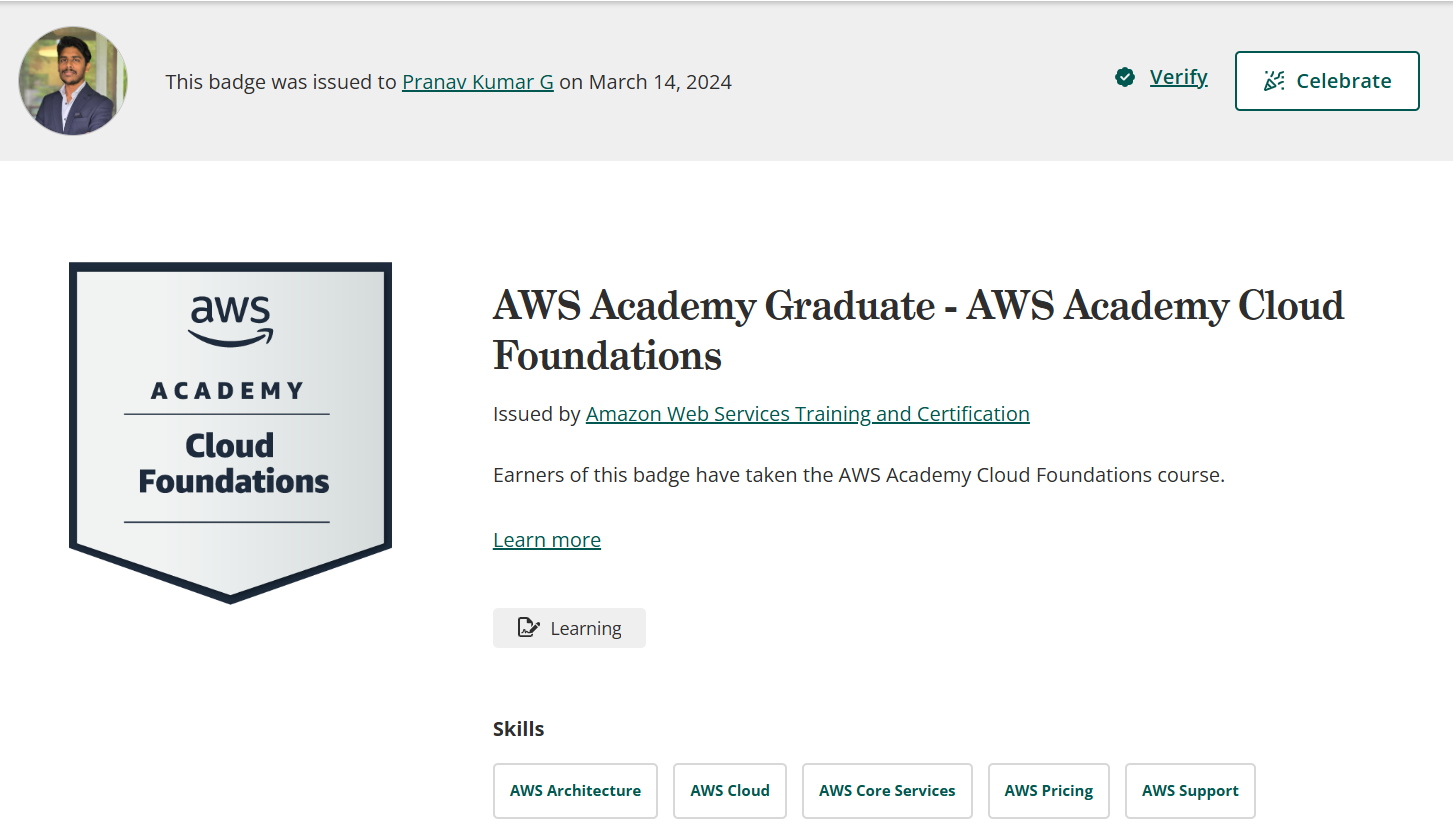 This badge was issued to Pranav Kumar G on March 14, 2024
Verify
Celebrate
aws
ACADEMY
Cloud
Foundations
AWS Academy Graduate - AWS Academy Cloud
Foundations
Issued by Amazon Web Services Training and Certification
Earners of this badge have taken the AWS Academy Cloud Foundations course.
Learn more
Learning
Skills
AWS Architecture
AWS Cloud
AWS Core Services
AWS Pricing
AWS Support